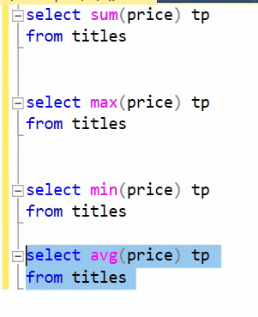 select sum(price) tp
from titles
select max(price) tp
from titles
select min(price) tp
from titles
select avg(price) tp
from titles